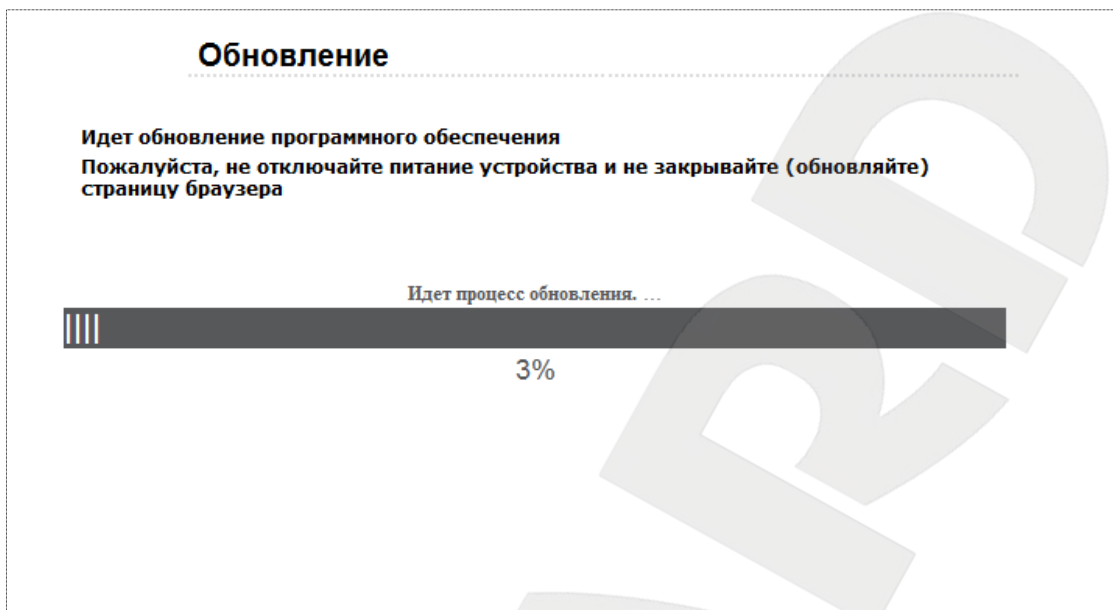 Обновление
Идет обновление программного обеспечения
Пожалуйста, не отключайте питание устройства и не закрывайте (обновляйте)
страницу браузера
Идет процесс обновления. ...
3%